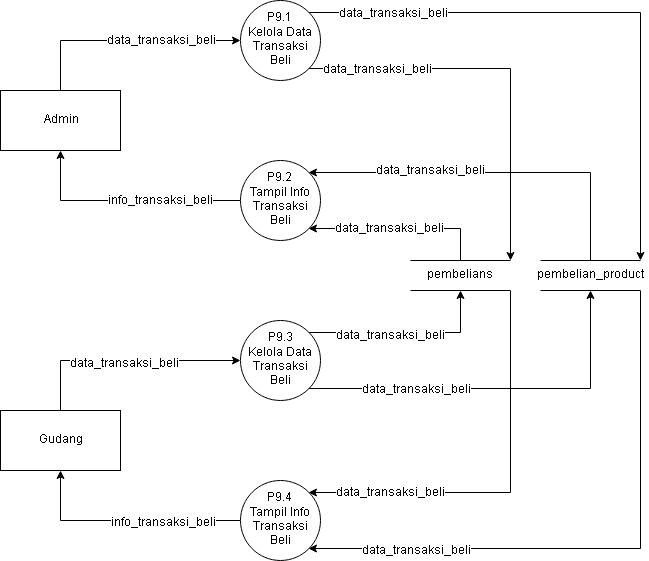 P9.1
Kelola Data
Transaksi
Beli
data_transaksi_beli
data_transaksi_beli
data_transaksi_beli
Admin
P9.2
Tampil Info
Transaksi
Beli
data_transaksi_beli
info_transaksi_beli
data_transaksi_beli
pembelians
pembelian_product
P9.3
Kelola Data
Transaksi
Beli
data_transaksi_beli
data_transaksi_beli
data_transaksi_beli
Gudang
P9.4
Tampil Info
Transaksi
Beli
data_transaksi_beli
info_transaksi_beli
data_transaksi_beli